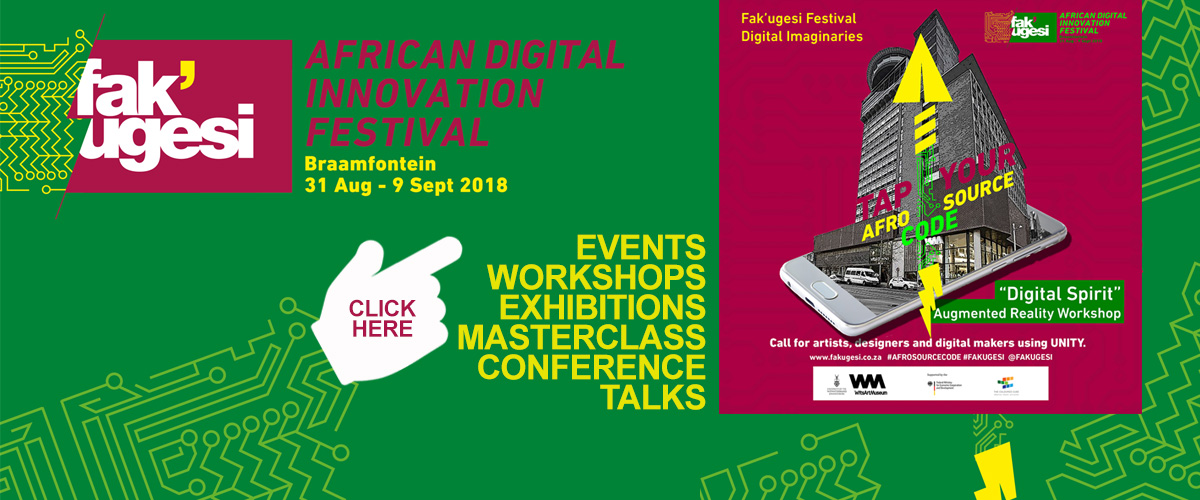 fak’
ugesi
AFRICAN DIGITAL
INNOVATION
FESTIVAL
Braamfontein
31 Aug - 9 Sept 2018
CLICK
HERE
EVENTS
WORKSHOPS
EXHIBITIONS
MASTERCLASS
CONFERENCE
TALKS
Fak'ugesi Festival
Digital Imaginaries
fak’
ugesi
AFRICAN DIGITAL
INNOVATION
FESTIVAL
TAP YOUR
AFRO SOURCE
CODE
“Digital Spirit”
Augmented Reality Workshop
Call for artists, designers and digital makers using UNITY.
www.fakugesi.co.za #AFROSOURCECODE #FAKUGESI @FAKUGESI
WitsArtMuseum
Supported by the